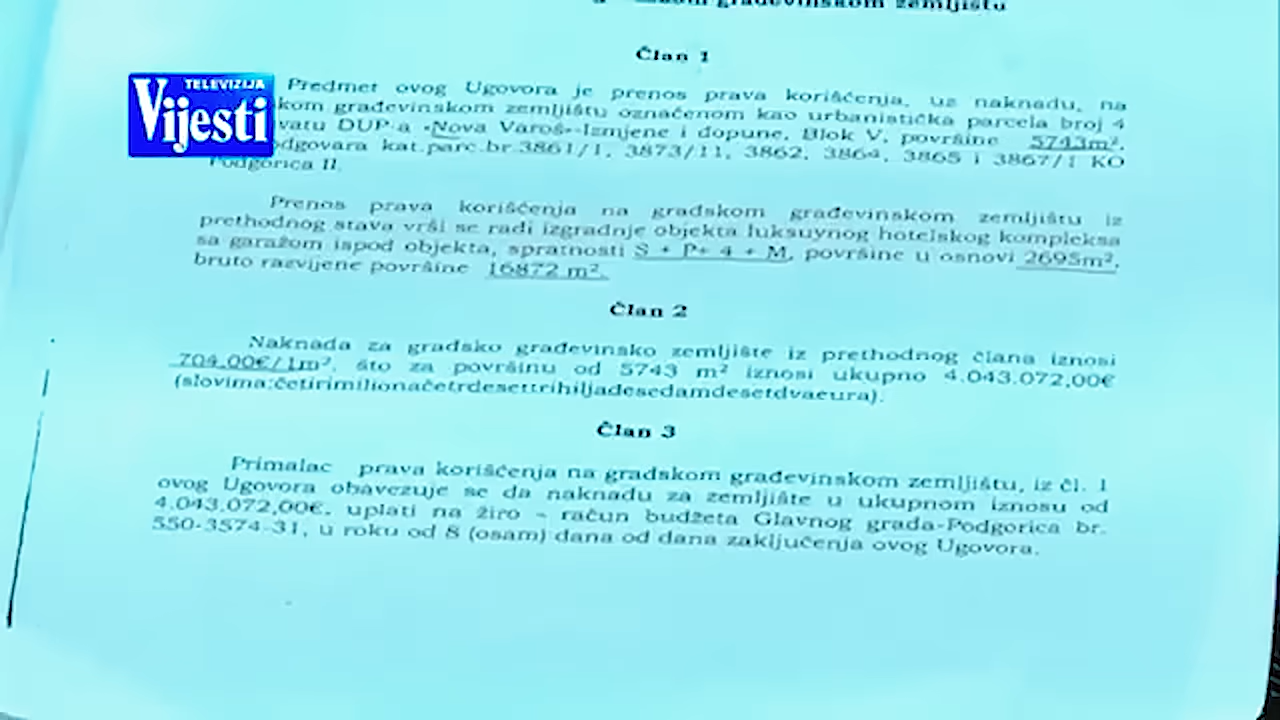 građevinskom zemljištu
Član 1
TELEVIZIJA
Vijesti
Predmet ovog Ugovora je prenos prava korišćenja, uz naknadu, na
kom građevinskom zemljištu označenom kao urbanistička parcela broj 4
vatu DUP-a «Nova Varoš»-Izmjene i dopune, Blok V, površine 5743m².
dgovara kat.parc.br.3861/1, 3873/11, 3862, 3864, 3865 i 3867/1 KO
Podgorica II.
Prenos prava korišćenja na gradskom građevinskom zemljištu iz
prethodnog stava vrši se radi izgradnje objekta luksuynog hotelskog kompleksa
sa garažom ispod objekta, spratnosti S + P+ 4 + M, površine u osnovi 2695m²,
bruto razvijene površine 16872 m².
Član 2
Naknada za gradsko građevinsko zemljište iz prethodnog člana iznosi
704,00€/1m², što za površinu od 5743 m² iznosi ukupno 4.043.072,00€
(slovima:četirimilionačetrdesettrihiljadesedamdesetdvaeura).
Član 3
Primalac prava korišćenja na gradskom građevinskom zemljištu, iz čl. 1
ovog Ugovora obavezuje se da naknadu za zemljište u ukupnom iznosu od
4.043.072,00€, uplati na žiro - račun budžeta Glavnog grada-Podgorica br.
550-3574-31, u roku od 8 (osam) dana od dana zaključenja ovog Ugovora.